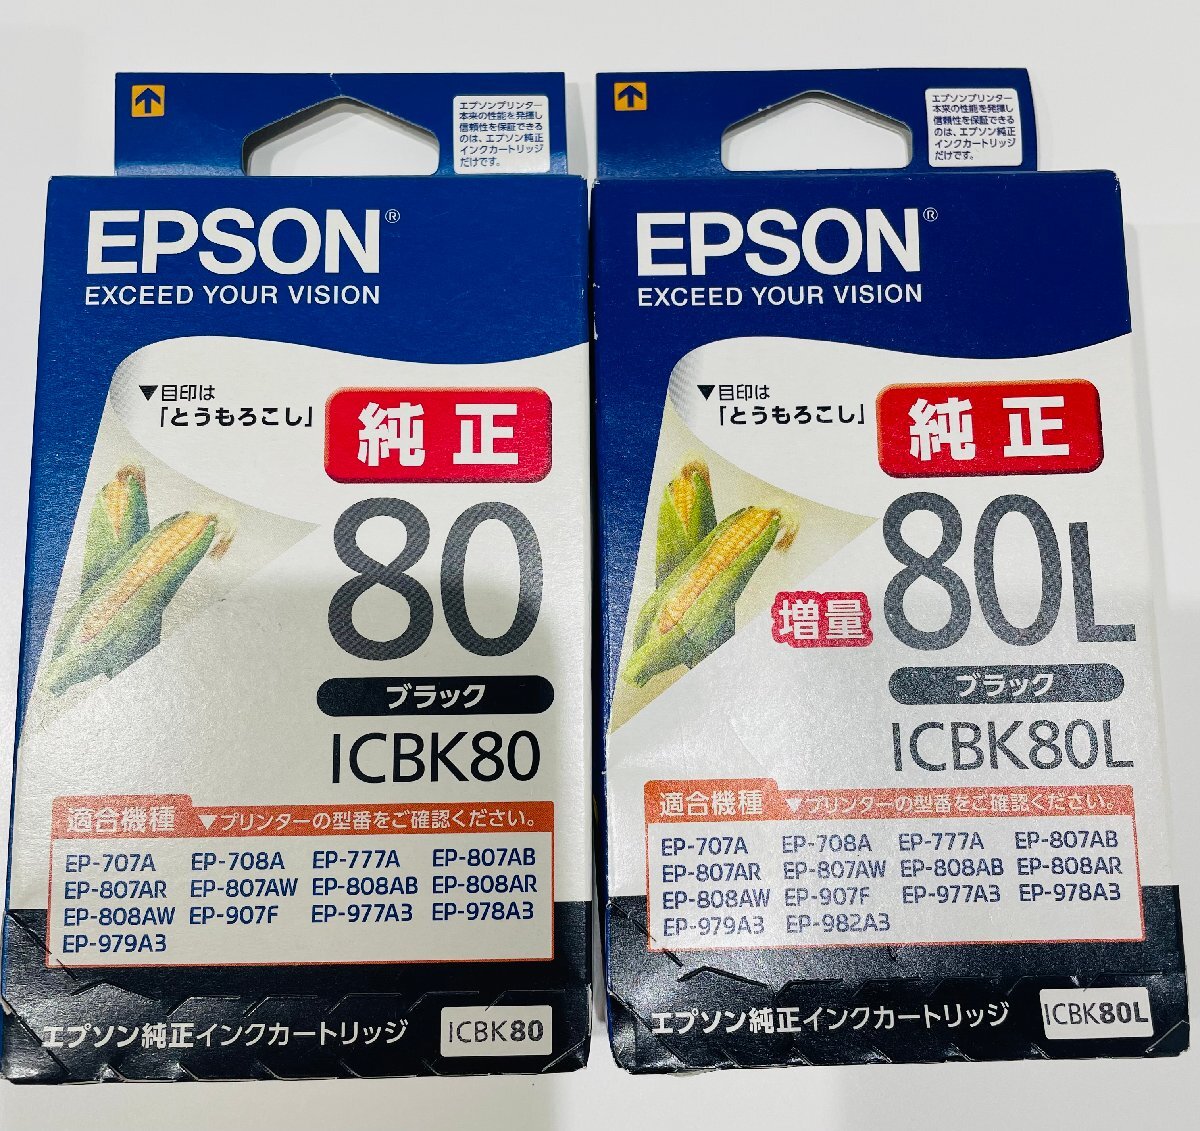 エプソンプリンター
本来の性能を発揮し
信頼性を保証できる
のは、エプソン純正
インクカートリッジ
だけです。
EPSON®
EXCEED YOUR VISION
▼目印は
「とうもろこし」
純正
80
ブラック
ICBK80
適合機種 ▼プリンターの型番をご確認ください。
EP-707A EP-708A EP-777A EP-807AB
EP-807AR EP-807AW EP-808AB EP-808AR
EP-808AW EP-907F EP-977A3 EP-978A3
EP-979A3
エプソン純正インクカートリッジ ICBK80
エプソンプリンター
本来の性能を発揮し
信頼性を保証できる
のは、エプソン純正
インクカートリッジ
だけです。
EPSON®
EXCEED YOUR VISION
▼目印は
「とうもろこし」
純正
増量 80L
ブラック
ICBK80L
適合機種 ▼プリンターの型番をご確認ください。
EP-707A EP-708A EP-777A EP-807AB
EP-807AR EP-807AW EP-808AB EP-808AR
EP-808AW EP-907F EP-977A3 EP-978A3
EP-979A3 EP-982A3
エプソン純正インクカートリッジ ICBK80L